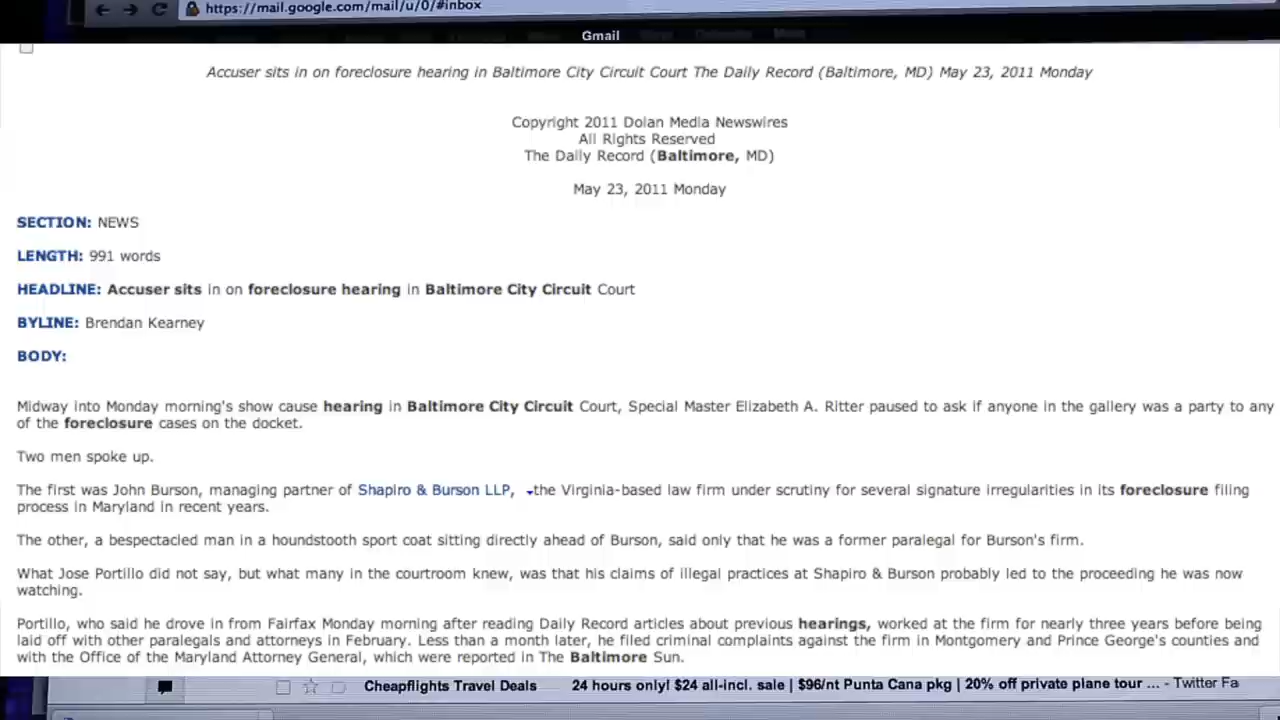 https://mail.google.com/mail/u/0/#inbox
Gmail
Accuser sits in on foreclosure hearing in Baltimore City Circuit Court The Daily Record (Baltimore, MD) May 23, 2011 Monday
Copyright 2011 Dolan Media Newswires
All Rights Reserved
The Daily Record (Baltimore, MD)
May 23, 2011 Monday
SECTION: NEWS
LENGTH: 991 words
HEADLINE: Accuser sits in on foreclosure hearing in Baltimore City Circuit Court
BYLINE: Brendan Kearney
BODY:
Midway into Monday morning's show cause hearing in Baltimore City Circuit Court, Special Master Elizabeth A. Ritter paused to ask if anyone in the gallery was a party to any
of the foreclosure cases on the docket.
Two men spoke up.
The first was John Burson, managing partner of Shapiro & Burson LLP, the Virginia-based law firm under scrutiny for several signature irregularities in its foreclosure filing
process in Maryland in recent years.
The other, a bespectacled man in a houndstooth sport coat sitting directly ahead of Burson, said only that he was a former paralegal for Burson's firm.
What Jose Portillo did not say, but what many in the courtroom knew, was that his claims of illegal practices at Shapiro & Burson probably led to the proceeding he was now
watching.
Portillo, who said he drove in from Fairfax Monday morning after reading Daily Record articles about previous hearings, worked at the firm for nearly three years before being
laid off with other paralegals and attorneys in February. Less than a month later, he filed criminal complaints against the firm in Montgomery and Prince George's counties and
with the Office of the Maryland Attorney General, which were reported in The Baltimore Sun.
Cheapflights Travel Deals 24 hours only! $24 all-incl. sale | $96/nt Punta Cana pkg | 20% off private plane tour ... - Twitter Fa